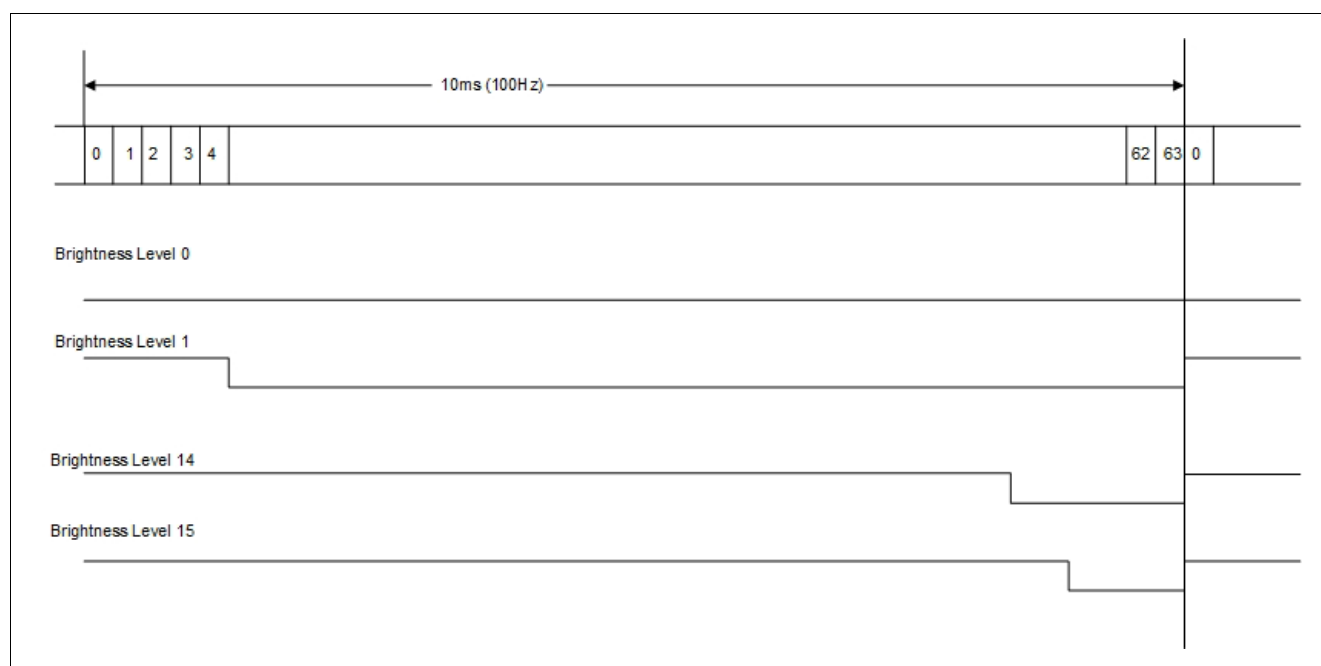 10ms (100Hz)
0 1 2 3 4 62 63 0
Brightness Level 0
Brightness Level 1
Brightness Level 14
Brightness Level 15